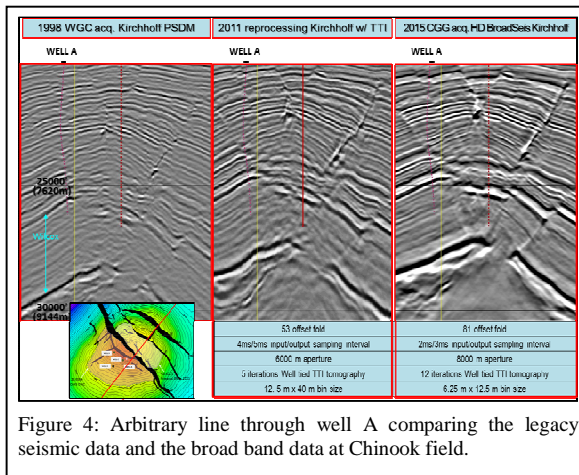 1998 WGC acq. Kirchhoff PSDM
2011 reprocessing Kirchhoff w/ TTI
2015 CGG acq. HD BroadSeis Kirchhoff
WELL A
WELL A
WELL A
25000'
(7620m)
30000'
(9144m)
53 offset fold
4ms/5ms input/output sampling interval
6000 m aperture
5 iterations Well tied TTI tomography
12.5 m x 40 m bin size
81 offset fold
2ms/3ms input/output sampling interval
8000 m aperture
12 iterations Well tied TTI tomography
6.25 m x 12.5 m bin size
Figure 4: Arbitrary line through well A comparing the legacy
seismic data and the broad band data at Chinook field.